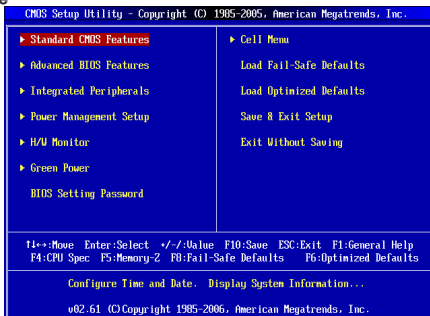 CMOS Setup Utility - Copyright (C) 1985-2005, American Megatrends, Inc.
▶ Standard CMOS Features
▶ Advanced BIOS Features
▶ Integrated Peripherals
▶ Power Management Setup
▶ H/W Monitor
▶ Green Power
BIOS Setting Password
▶ Cell Menu
Load Fail-Safe Defaults
Load Optimized Defaults
Save & Exit Setup
Exit Without Saving
↑↓←→:Move Enter:Select +/-/:Value F10:Save ESC:Exit F1:General Help
F4:CPU Spec F5:Memory-Z F8:Fail-Safe Defaults F6:Optimized Defaults
Configure Time and Date. Display System Information...
v02.61 (C)Copyright 1985-2006, American Megatrends, Inc.